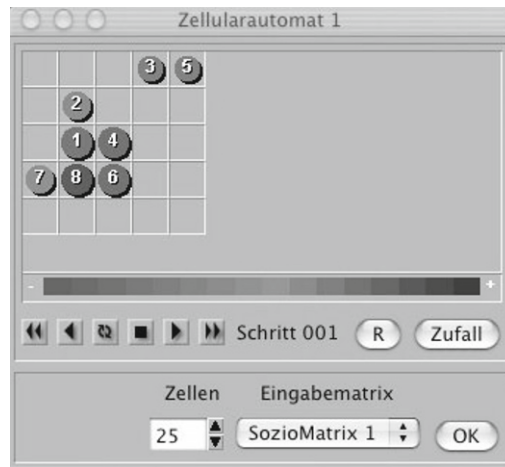 Zellularautomat 1
3 5
2
1 4
7 8 6
- +
Schritt 001 R Zufall
Zellen Eingabematrix
25 SozioMatrix 1 OK